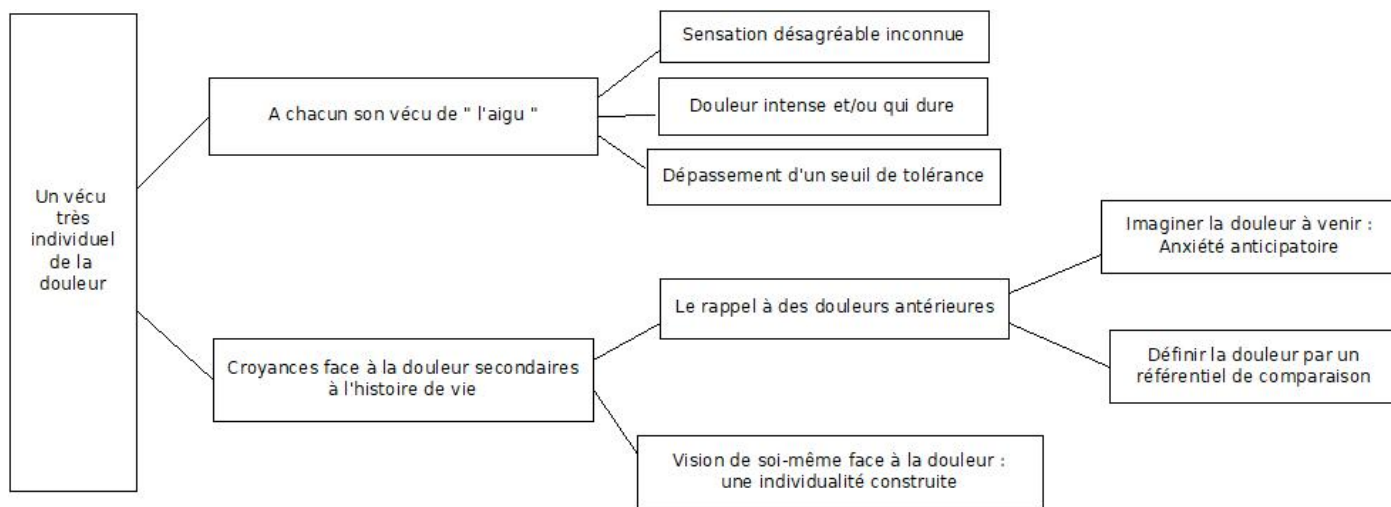 Un vécu
très
individuel
de la
douleur
A chacun son vécu de " l'aigu "
Sensation désagréable inconnue
Douleur intense et/ou qui dure
Dépassement d'un seuil de tolérance
Croyances face à la douleur secondaires
à l'histoire de vie
Le rappel à des douleurs antérieures
Imaginer la douleur à venir :
Anxiété anticipatoire
Définir la douleur par un
référentiel de comparaison
Vision de soi-même face à la douleur :
une individualité construite